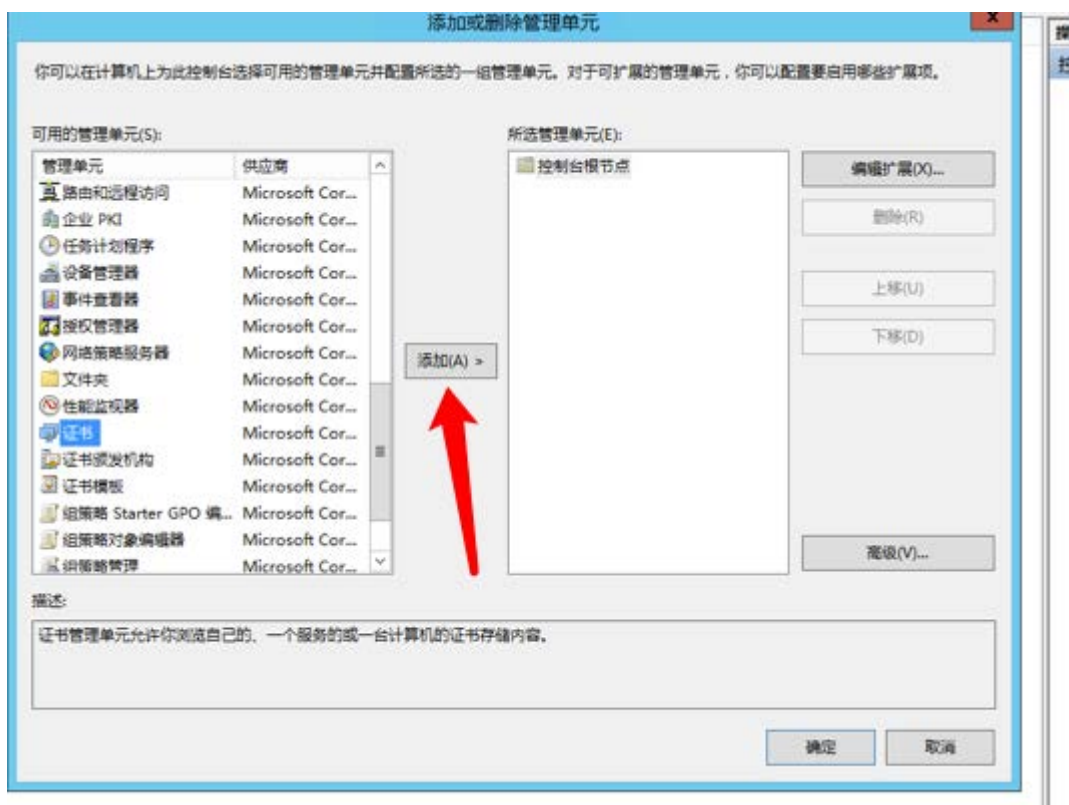 添加或删除管理单元
x
操
你可以在计算机上为此控制台选择可用的管理单元并配置所选的一组管理单元。对于可扩展的管理单元，你可以配置要启用哪些扩展项。
可用的管理单元(S):
所选管理单元(E):
管理单元 供应商
路由和远程访问 Microsoft Cor...
企业 PKI Microsoft Cor...
任务计划程序 Microsoft Cor...
设备管理器 Microsoft Cor...
事件查看器 Microsoft Cor...
授权管理器 Microsoft Cor...
网络策略服务器 Microsoft Cor...
文件夹 Microsoft Cor...
性能监视器 Microsoft Cor...
证书 Microsoft Cor...
证书颁发机构 Microsoft Cor...
证书模板 Microsoft Cor...
组策略 Starter GPO 编... Microsoft Cor...
组策略对象编辑器 Microsoft Cor...
组策略管理 Microsoft Cor...
添加(A) >
控制台根节点
编辑扩展(X)...
删除(R)
上移(U)
下移(D)
高级(V)...
描述:
证书管理单元允许你浏览自己的、一个服务的或一台计算机的证书存储内容。
确定
取消